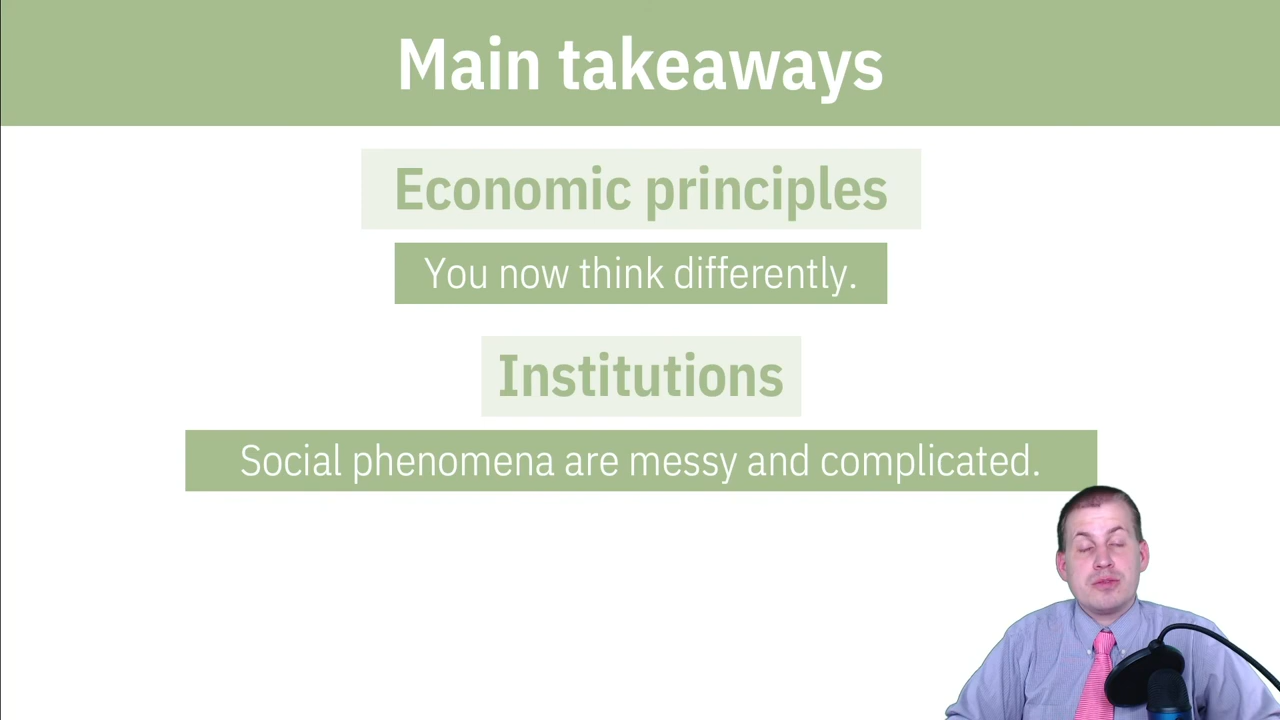 Main takeaways
Economic principles
You now think differently.
Institutions
Social phenomena are messy and complicated.